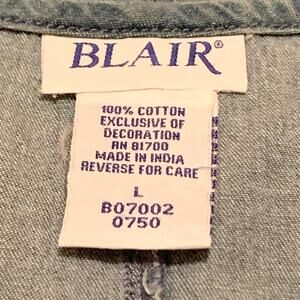 BLAIR®
100% COTTON
EXCLUSIVE OF
DECORATION
RN 81700
MADE IN INDIA
REVERSE FOR CARE
L
B07002
0750